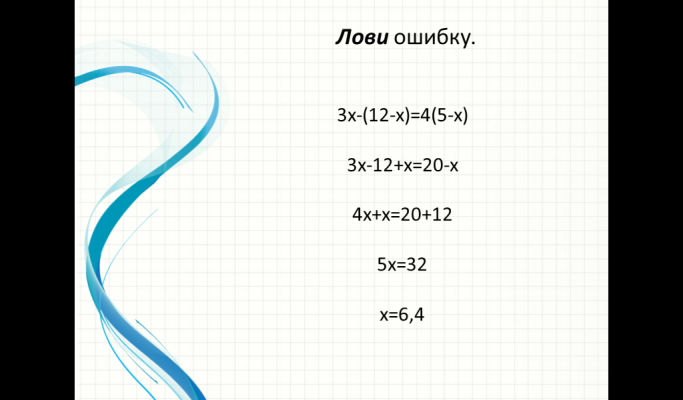 Лови ошибку.
3х-(12-х)=4(5-х)
3х-12+х=20-х
4х+х=20+12
5х=32
х=6,4